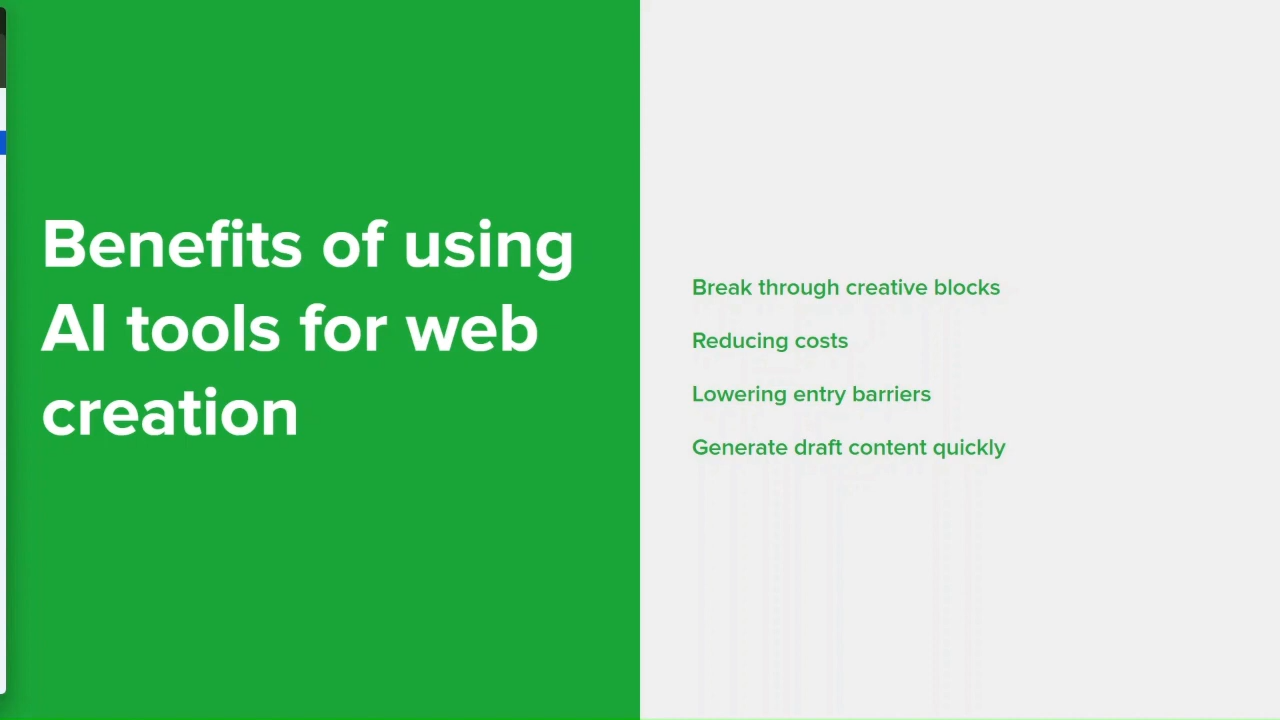 Benefits of using
AI tools for web
creation
Break through creative blocks
Reducing costs
Lowering entry barriers
Generate draft content quickly